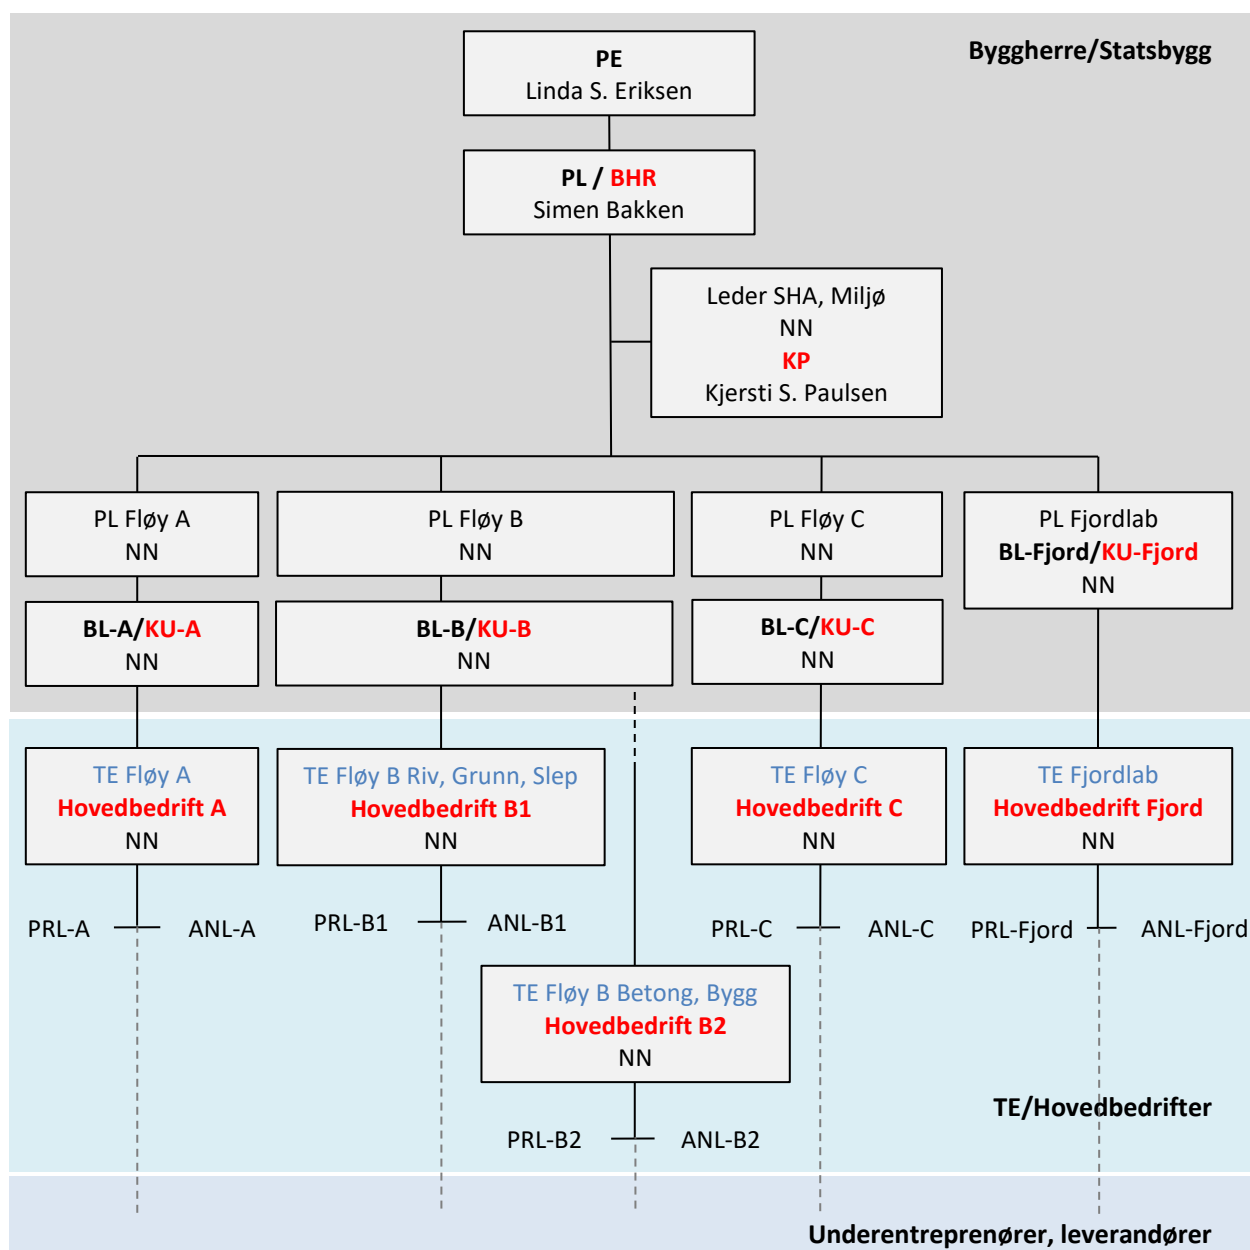 Byggherre/Statsbygg
PE
Linda S. Eriksen
PL / BHR
Simen Bakken
Leder SHA, Miljø
NN
KP
Kjersti S. Paulsen
PL Fløy A
NN
PL Fløy B
NN
PL Fløy C
NN
PL Fjordlab
BL-Fjord/KU-Fjord
NN
BL-A/KU-A
NN
BL-B/KU-B
NN
BL-C/KU-C
NN
TE Fløy A
Hovedbedrift A
NN
TE Fløy B Riv, Grunn, Slep
Hovedbedrift B1
NN
TE Fløy C
Hovedbedrift C
NN
TE Fjordlab
Hovedbedrift Fjord
NN
PRL-A
ANL-A
PRL-B1
ANL-B1
PRL-C
ANL-C
PRL-Fjord
ANL-Fjord
TE Fløy B Betong, Bygg
Hovedbedrift B2
NN
TE/Hovedbedrifter
PRL-B2
ANL-B2
Underentreprenører, leverandører